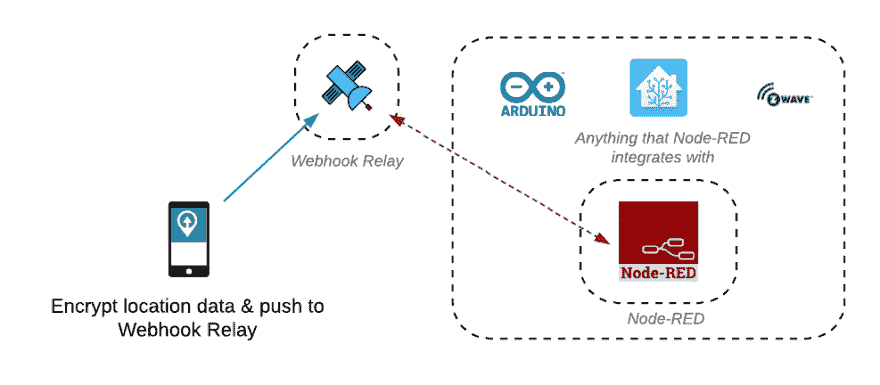 ARDUINO
Z WAVE
Anything that Node-RED
integrates with
Webhook Relay
Node-RED
Encrypt location data & push to
Webhook Relay
Node-RED